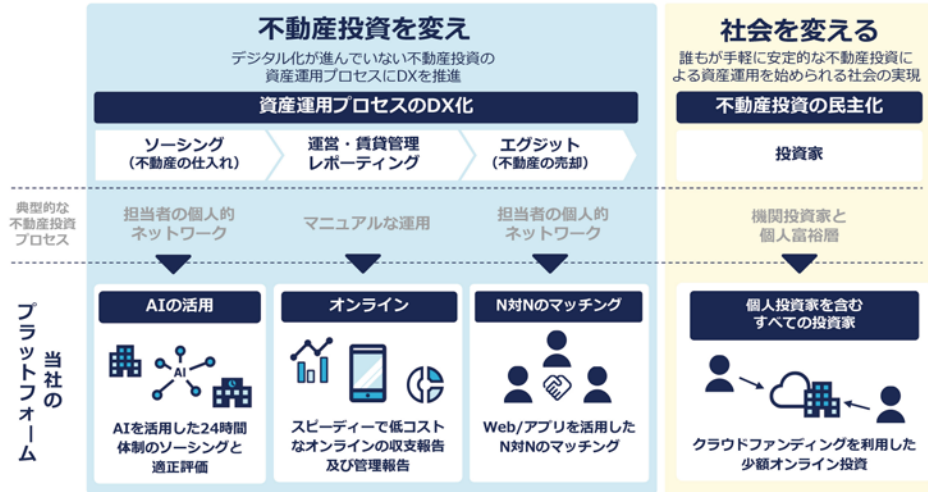 不動産投資を変え
デジタル化が進んでいない不動産投資の
資産運用プロセスにDXを推進
資産運用プロセスのDX化
ソーシング
(不動産の仕入れ)
運営・賃貸管理
レポーティング
エグジット
(不動産の売却)
社会を変える
誰もが手軽に安定的な不動産投資に
よる資産運用を始められる社会の実現
不動産投資の民主化
投資家
典型的な
不動産投資
プロセス
担当者の個人的
ネットワーク
マニュアルな運用
担当者の個人的
ネットワーク
機関投資家と
個人富裕層
当社の
プラットフォーム
AIの活用
AI
AIを活用した24時間
体制のソーシングと
適正評価
オンライン
スピーディーで低コスト
なオンラインの収支報告
及び管理報告
N対Nのマッチング
Web/アプリを活用した
N対Nのマッチング
個人投資家を含む
すべての投資家
クラウドファンディングを利用した
少額オンライン投資